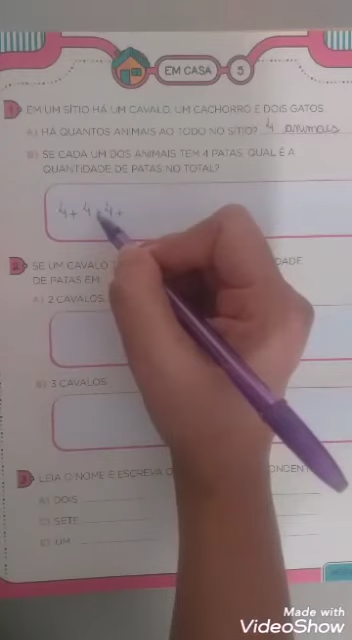 EM CASA 5
1 EM UM SÍTIO HÁ UM CAVALO, UM CACHORRO E DOIS GATOS.
A) HÁ QUANTOS ANIMAIS AO TODO NO SÍTIO? 4 animais
B) SE CADA UM DOS ANIMAIS TEM 4 PATAS, QUAL É A
QUANTIDADE DE PATAS NO TOTAL?
4 + 4 + 4 +
2 SE UM CAVALO
DE PATAS EM:
A) 2 CAVALOS.
B) 3 CAVALOS.
3 LEIA O NOME E ESCREVA O
A) DOIS
C) SETE
E) UM
Made with
VideoShow